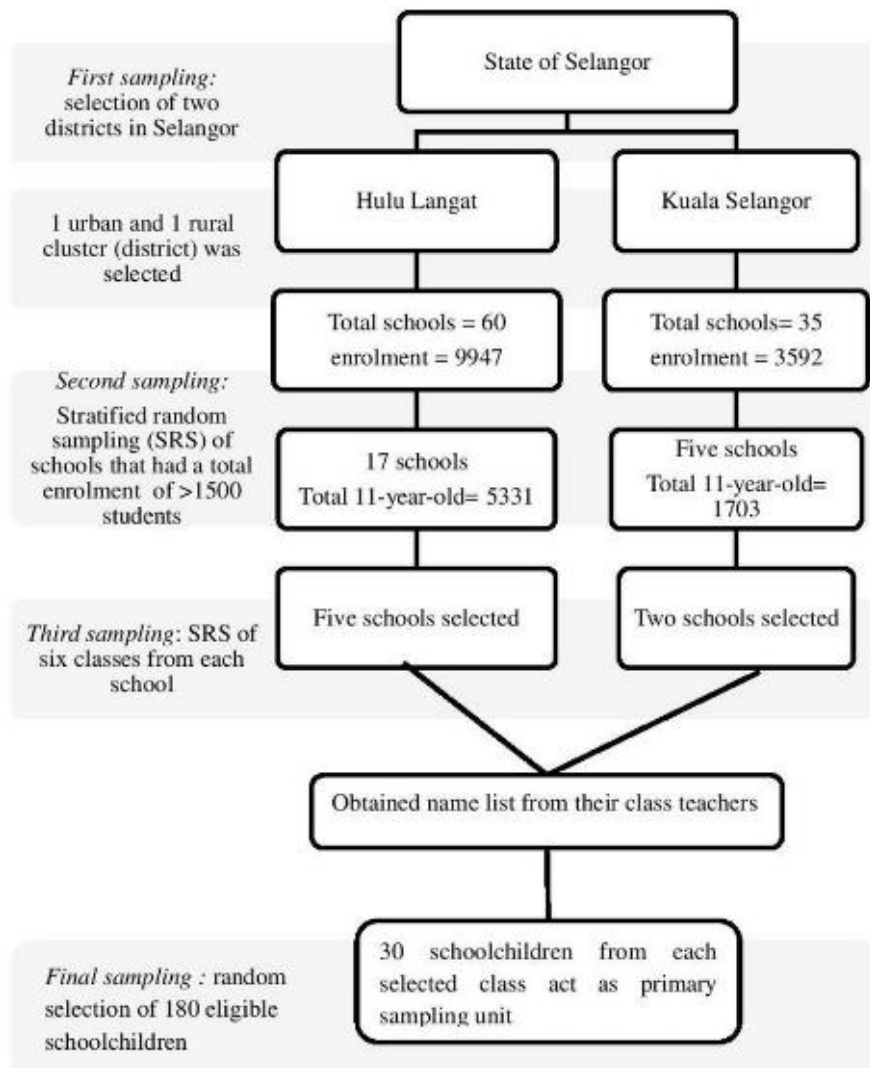 State of Selangor
First sampling:
selection of two
districts in Selangor
Hulu Langat
Kuala Selangor
1 urban and 1 rural
cluster (district) was
selected
Total schools = 60
enrolment = 9947
Total schools= 35
enrolment = 3592
Second sampling:
Stratified random
sampling (SRS) of
schools that had a total
enrolment of >1500
students
17 schools
Total 11-year-old= 5331
Five schools
Total 11-year-old=
1703
Third sampling: SRS of
six classes from each
school
Five schools selected
Two schools selected
Obtained name list from their class teachers
Final sampling : random
selection of 180 eligible
schoolchildren
30 schoolchildren from each
selected class act as primary
sampling unit